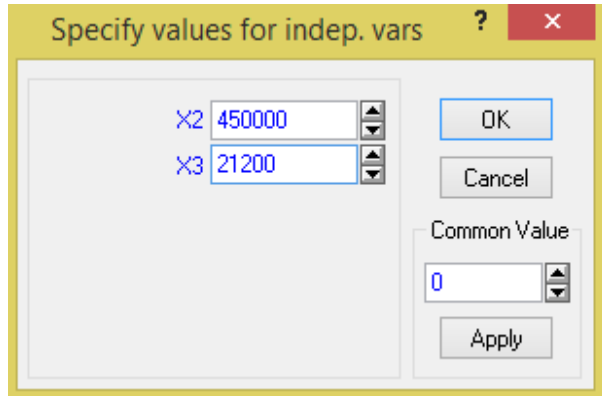 Specify values for indep. vars ? ×
X2 450000
X3 21200
OK
Cancel
Common Value
0
Apply